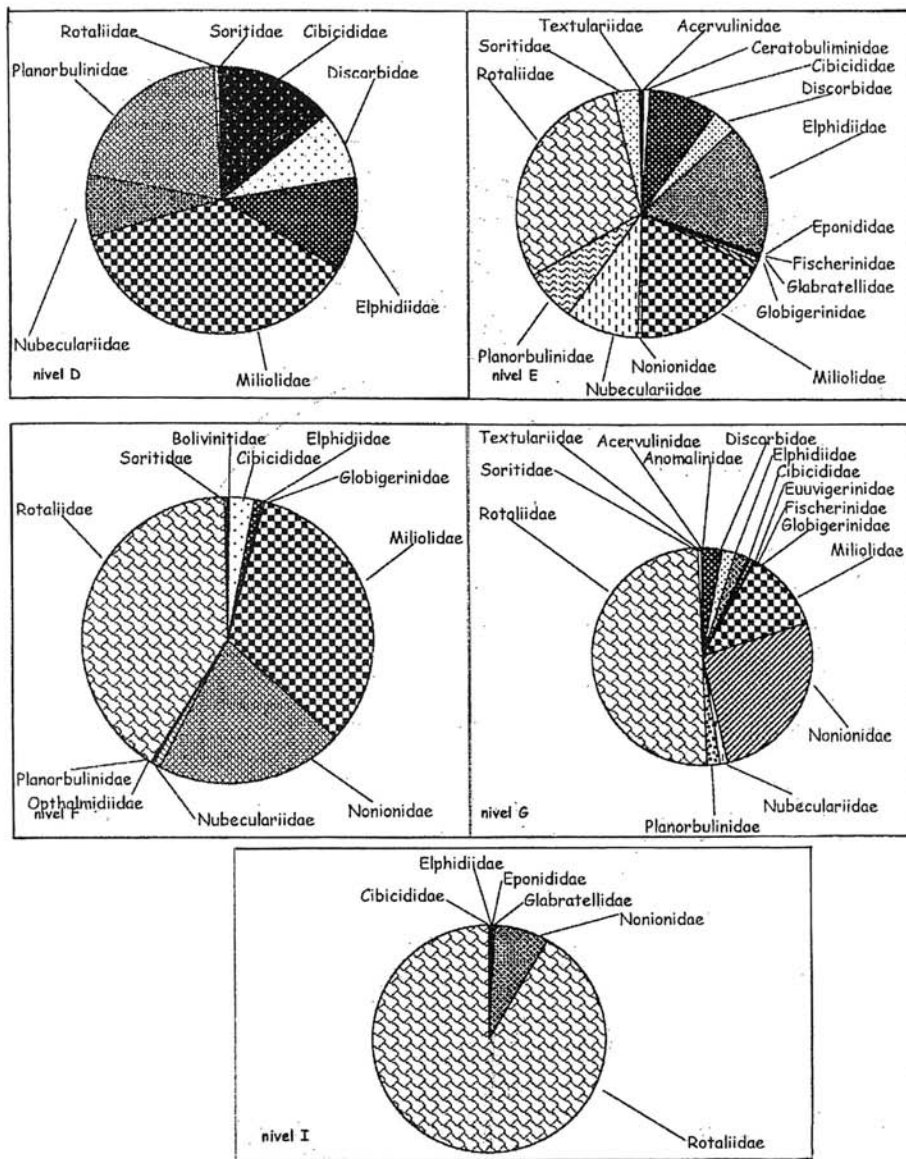 Rotaliidae Soritidae Cibicididae
Planorbulinidae
Discorbidae
Elphidiidae
Nubeculariidae
Miliolidae
nivel D
Textulariidae Acervulinidae
Soritidae Ceratobuliminidae
Rotaliidae Cibicididae
Discorbidae
Elphidiidae
Eponididae
Fischerinidae
Glabratellidae
Globigerinidae
Planorbulinidae Nonionidae Miliolidae
nivel E
Nubeculariidae
Bolivinitidae Elphidiidae
Soritidae Cibicididae
Globigerinidae
Rotaliidae
Miliolidae
Planorbulinidae
Opthalmidiidae
nivel F
Nubeculariidae Nonionidae
Textulariidae Acervulinidae Discorbidae
Anomalinidae Elphidiidae
Soritidae Cibicididae
Rotaliidae Euuvigerinidae
Fischerinidae
Globigerinidae
Miliolidae
Nonionidae
Nubeculariidae
nivel G
Planorbulinidae
Elphidiidae
Eponididae
Cibicididae Glabratellidae
Nonionidae
nivel I
Rotaliidae